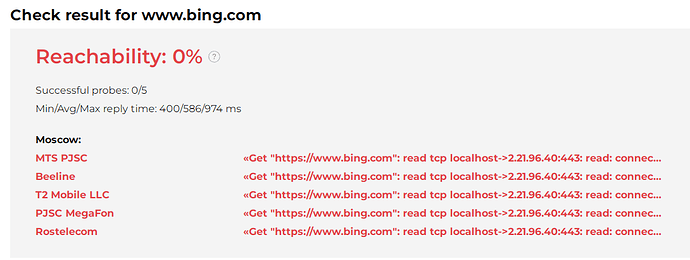 Check result for www.bing.com
Reachability: 0% ?
Successful probes: 0/5
Min/Avg/Max reply time: 400/586/974 ms
Moscow:
MTS PJSC «Get "https://www.bing.com": read tcp localhost->2.21.96.40:443: read: connec...
Beeline «Get "https://www.bing.com": read tcp localhost->2.21.96.40:443: read: connec...
T2 Mobile LLC «Get "https://www.bing.com": read tcp localhost->2.21.96.40:443: read: connec...
PJSC MegaFon «Get "https://www.bing.com": read tcp localhost->2.21.96.40:443: read: connec...
Rostelecom «Get "https://www.bing.com": read tcp localhost->2.21.96.40:443: read: connec...